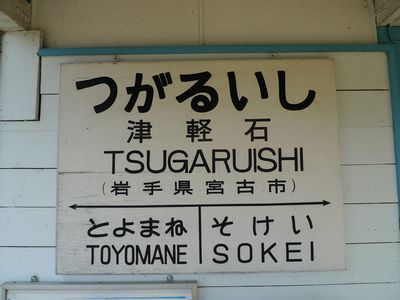 つがるいし
津軽石
TSUGARUISHI
(岩手県宮古市)
とよまね そけい
TOYOMANE SOKEI